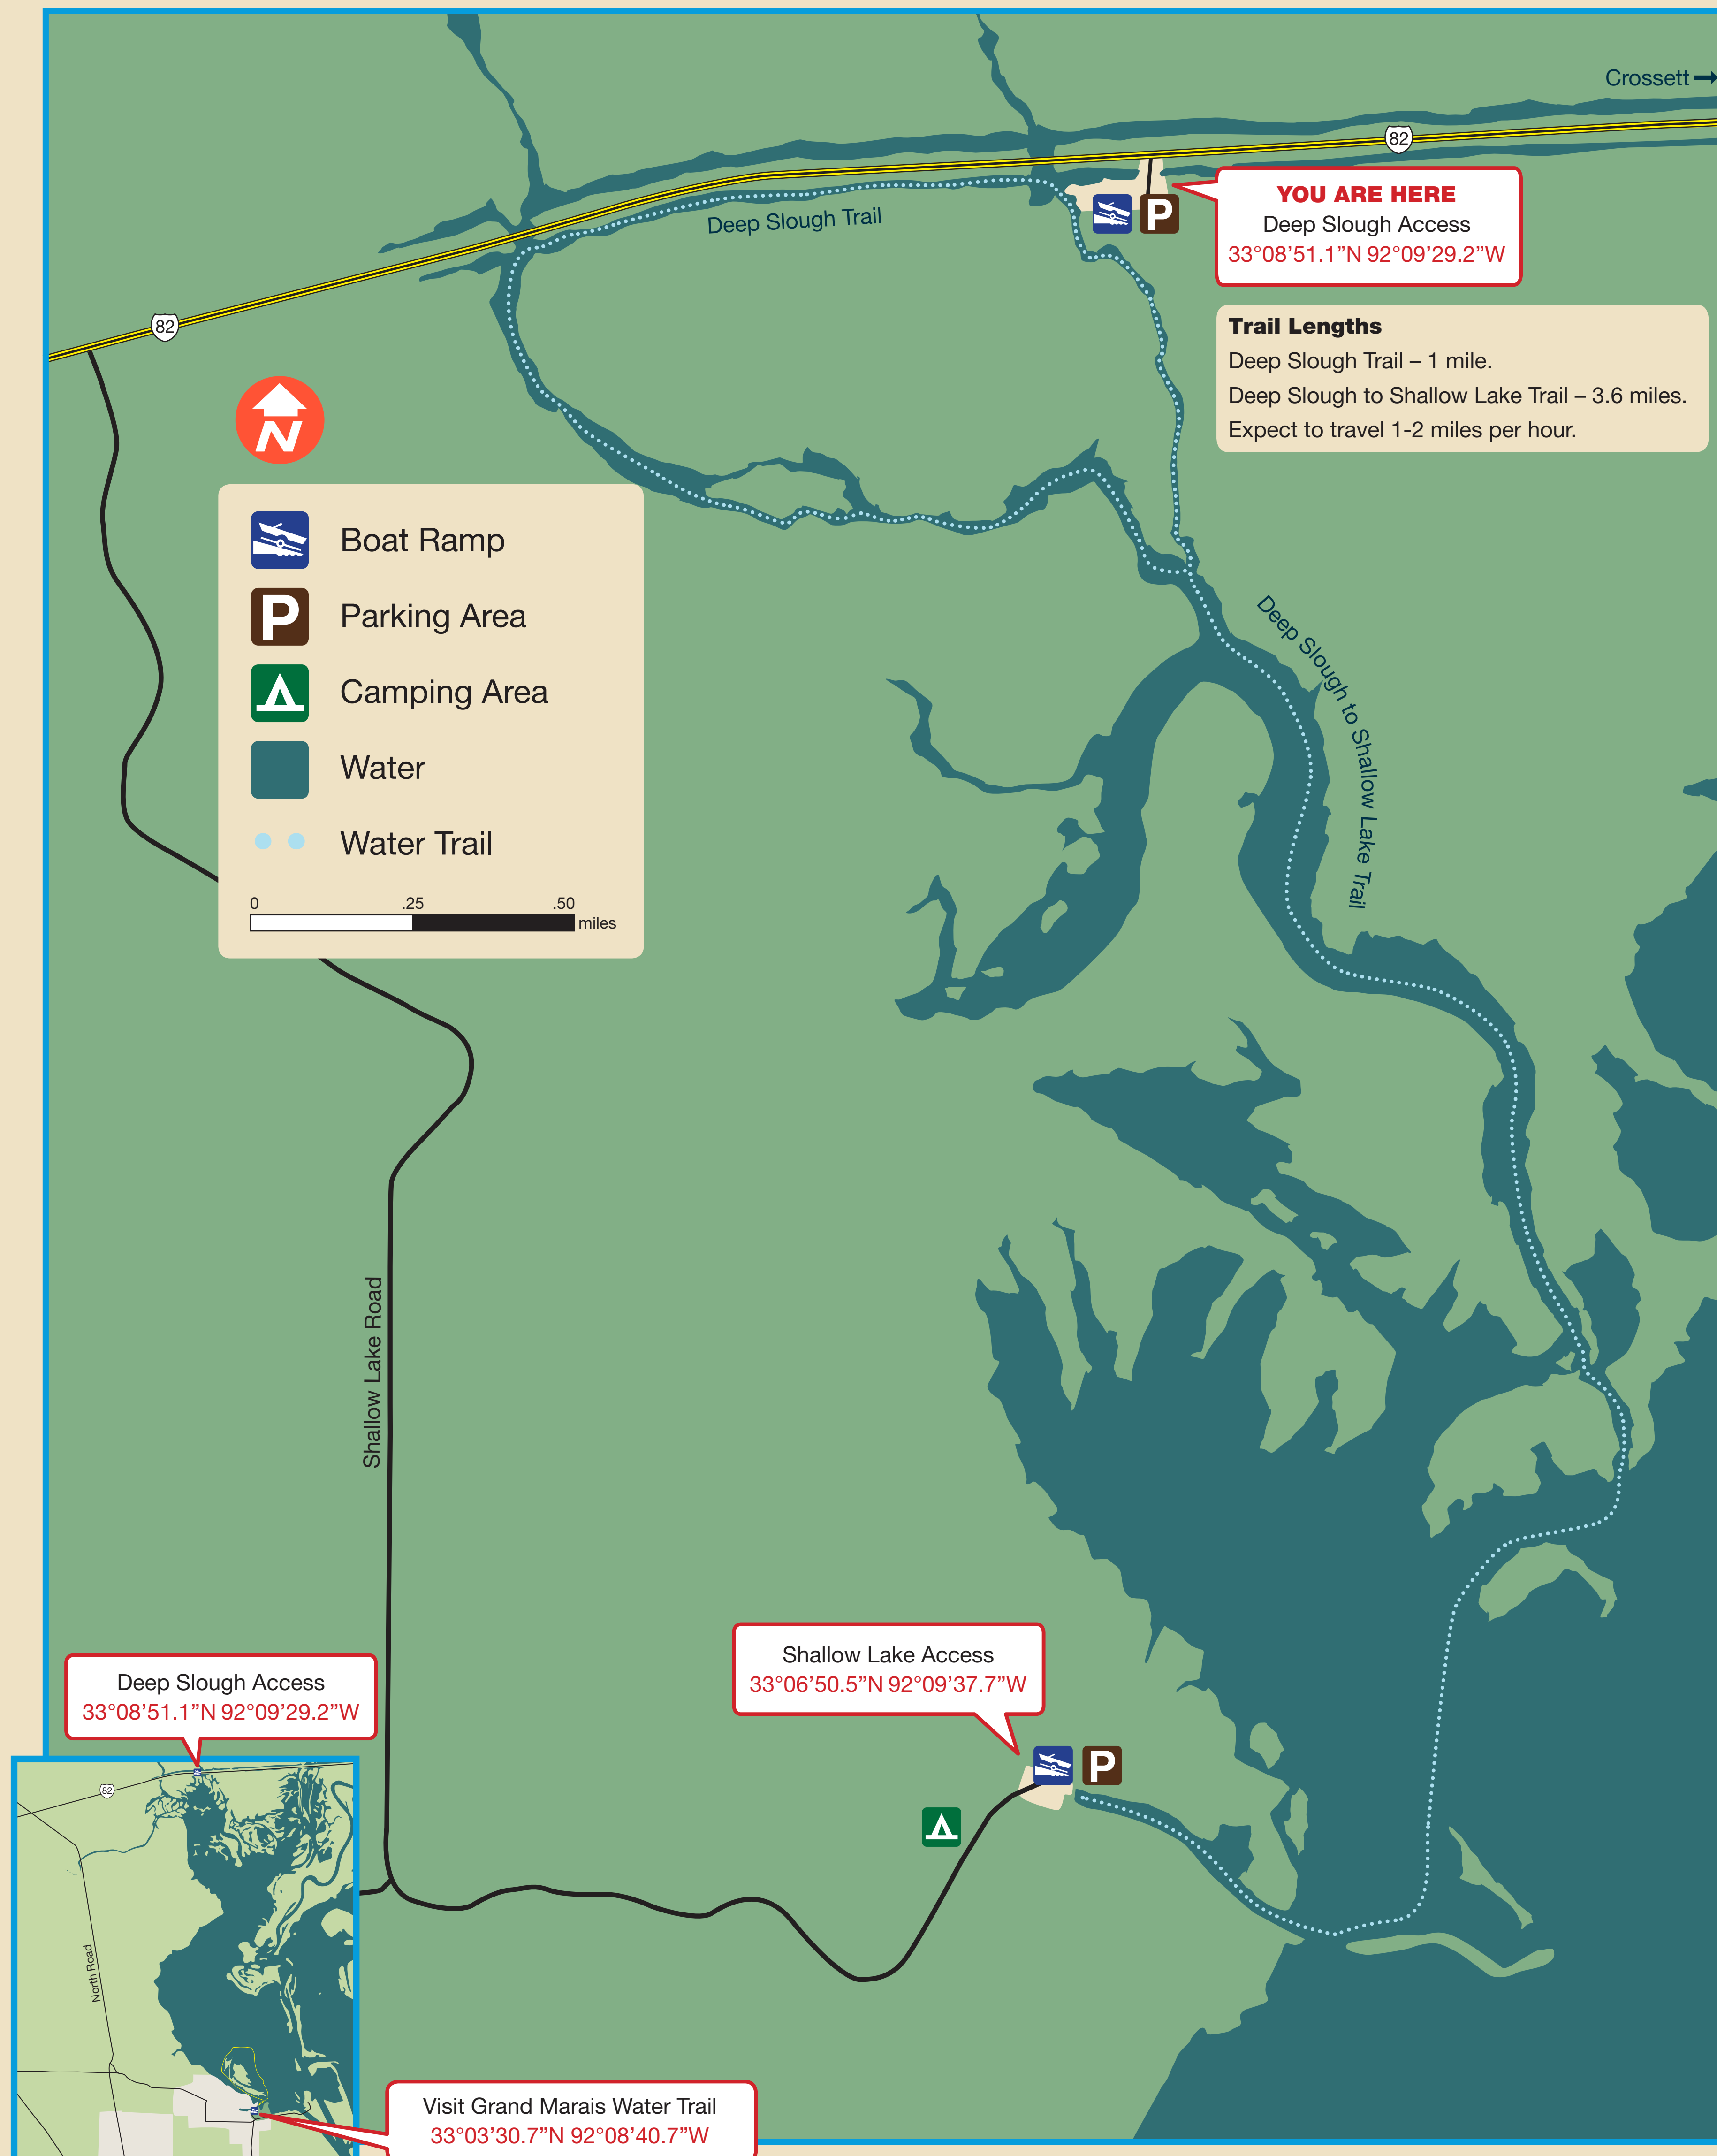 Crossett
82
82
YOU ARE HERE
Deep Slough Access
33°08’51.1”N 92°09’29.2”W
Deep Slough Trail
Trail Lengths
Deep Slough Trail – 1 mile.
Deep Slough to Shallow Lake Trail – 3.6 miles.
Expect to travel 1-2 miles per hour.
P
N
Boat Ramp
P
Parking Area
Camping Area
Water
Water Trail
0 .25 .50
miles
Deep Slough to Shallow Lake Trail
Shallow Lake Road
Shallow Lake Access
33°06’50.5”N 92°09’37.7”W
P
Deep Slough Access
33°08’51.1”N 92°09’29.2”W
82
North Road
Visit Grand Marais Water Trail
33°03’30.7”N 92°08’40.7”W